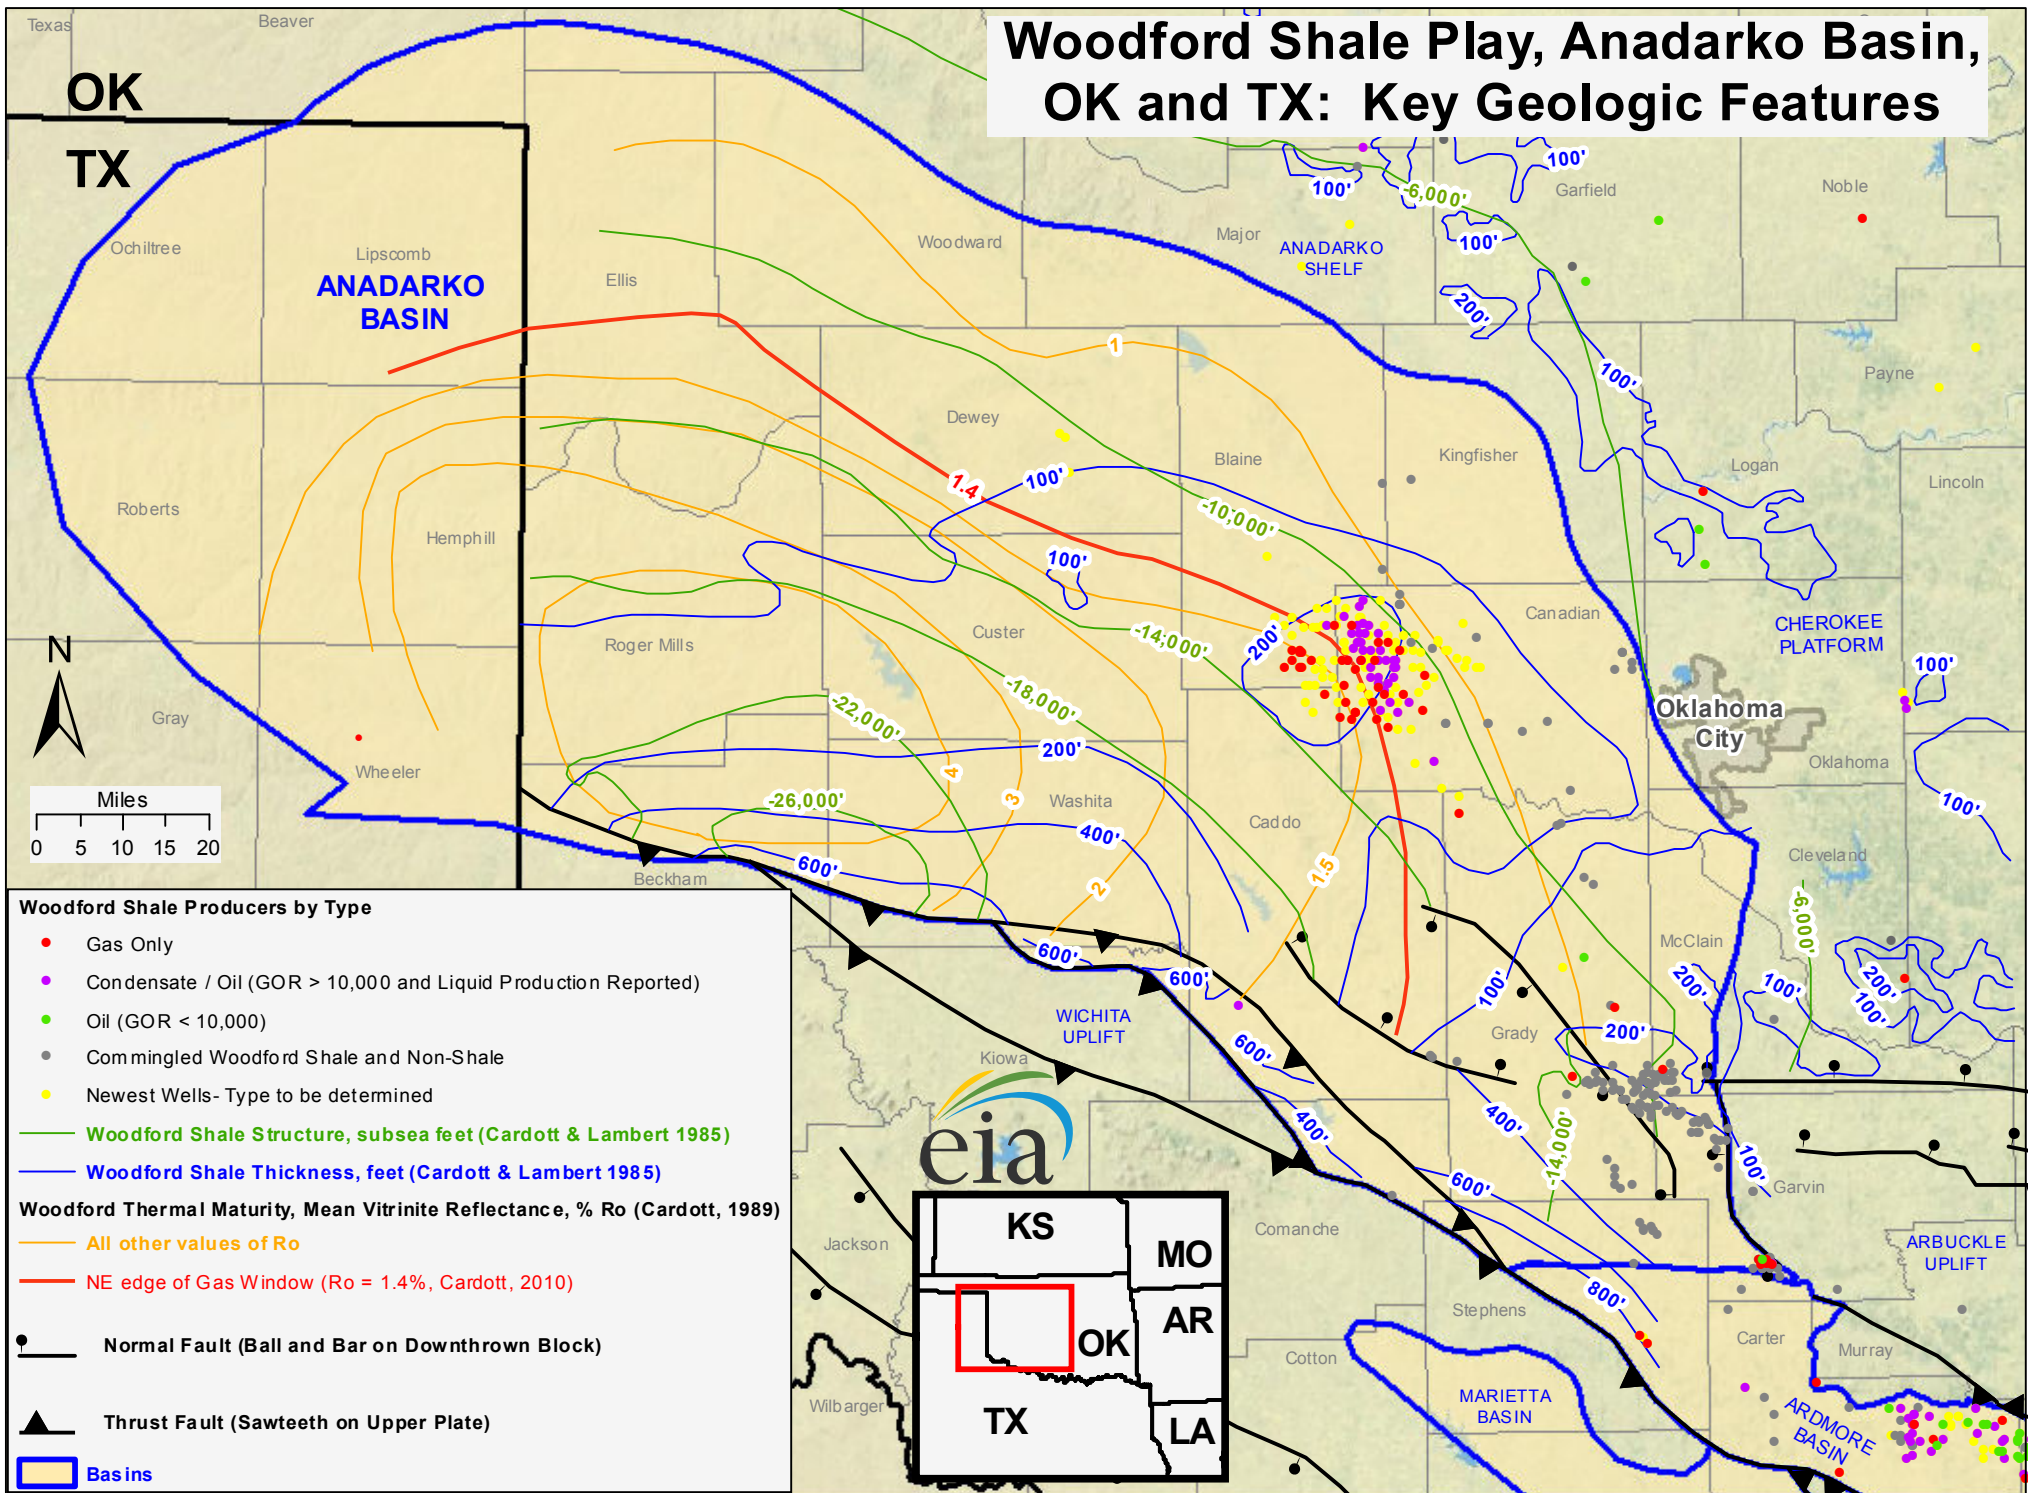 Woodford Shale Play, Anadarko Basin,
OK and TX: Key Geologic Features
Texas
Beaver
OK
TX
Ochiltree
Lipscomb
ANADARKO
BASIN
Ellis
Woodward
Major
ANADARKO
SHELF
Garfield
Noble
100'
100'
-6,000'
100'
200'
100'
Payne
1
Dewey
Blaine
Kingfisher
Logan
Lincoln
1.4
100'
-10,000'
Roberts
Hemphill
100'
Canadian
CHEROKEE
PLATFORM
Roger Mills
Custer
-14,000'
200'
100'
N
Gray
-22,000'
-18,000'
Oklahoma
City
200'
Oklahoma
Wheeler
4
3
Washita
-26,000'
Caddo
100'
Miles
0 5 10 15 20
400'
Cleveland
600'
Beckham
2
1.5
-6,000'
McClain
600'
600'
100'
200'
100'
200'
100'
WICHITA
UPLIFT
Kiowa
Grady
200'
600'
eia
400'
400'
-14,000'
100'
600'
Garvin
Comanche
Jackson
ARBUCKLE
UPLIFT
800'
Stephens
Cotton
Carter
Murray
Wilbarger
MARIETTA
BASIN
ARDMORE
BASIN
Woodford Shale Producers by Type
Gas Only
Condensate / Oil (GOR > 10,000 and Liquid Production Reported)
Oil (GOR < 10,000)
Commingled Woodford Shale and Non-Shale
Newest Wells- Type to be determined
Woodford Shale Structure, subsea feet (Cardott & Lambert 1985)
Woodford Shale Thickness, feet (Cardott & Lambert 1985)
Woodford Thermal Maturity, Mean Vitrinite Reflectance, % Ro (Cardott, 1989)
All other values of Ro
NE edge of Gas Window (Ro = 1.4%, Cardott, 2010)
Normal Fault (Ball and Bar on Downthrown Block)
Thrust Fault (Sawteeth on Upper Plate)
Basins
KS
MO
OK
AR
TX
LA